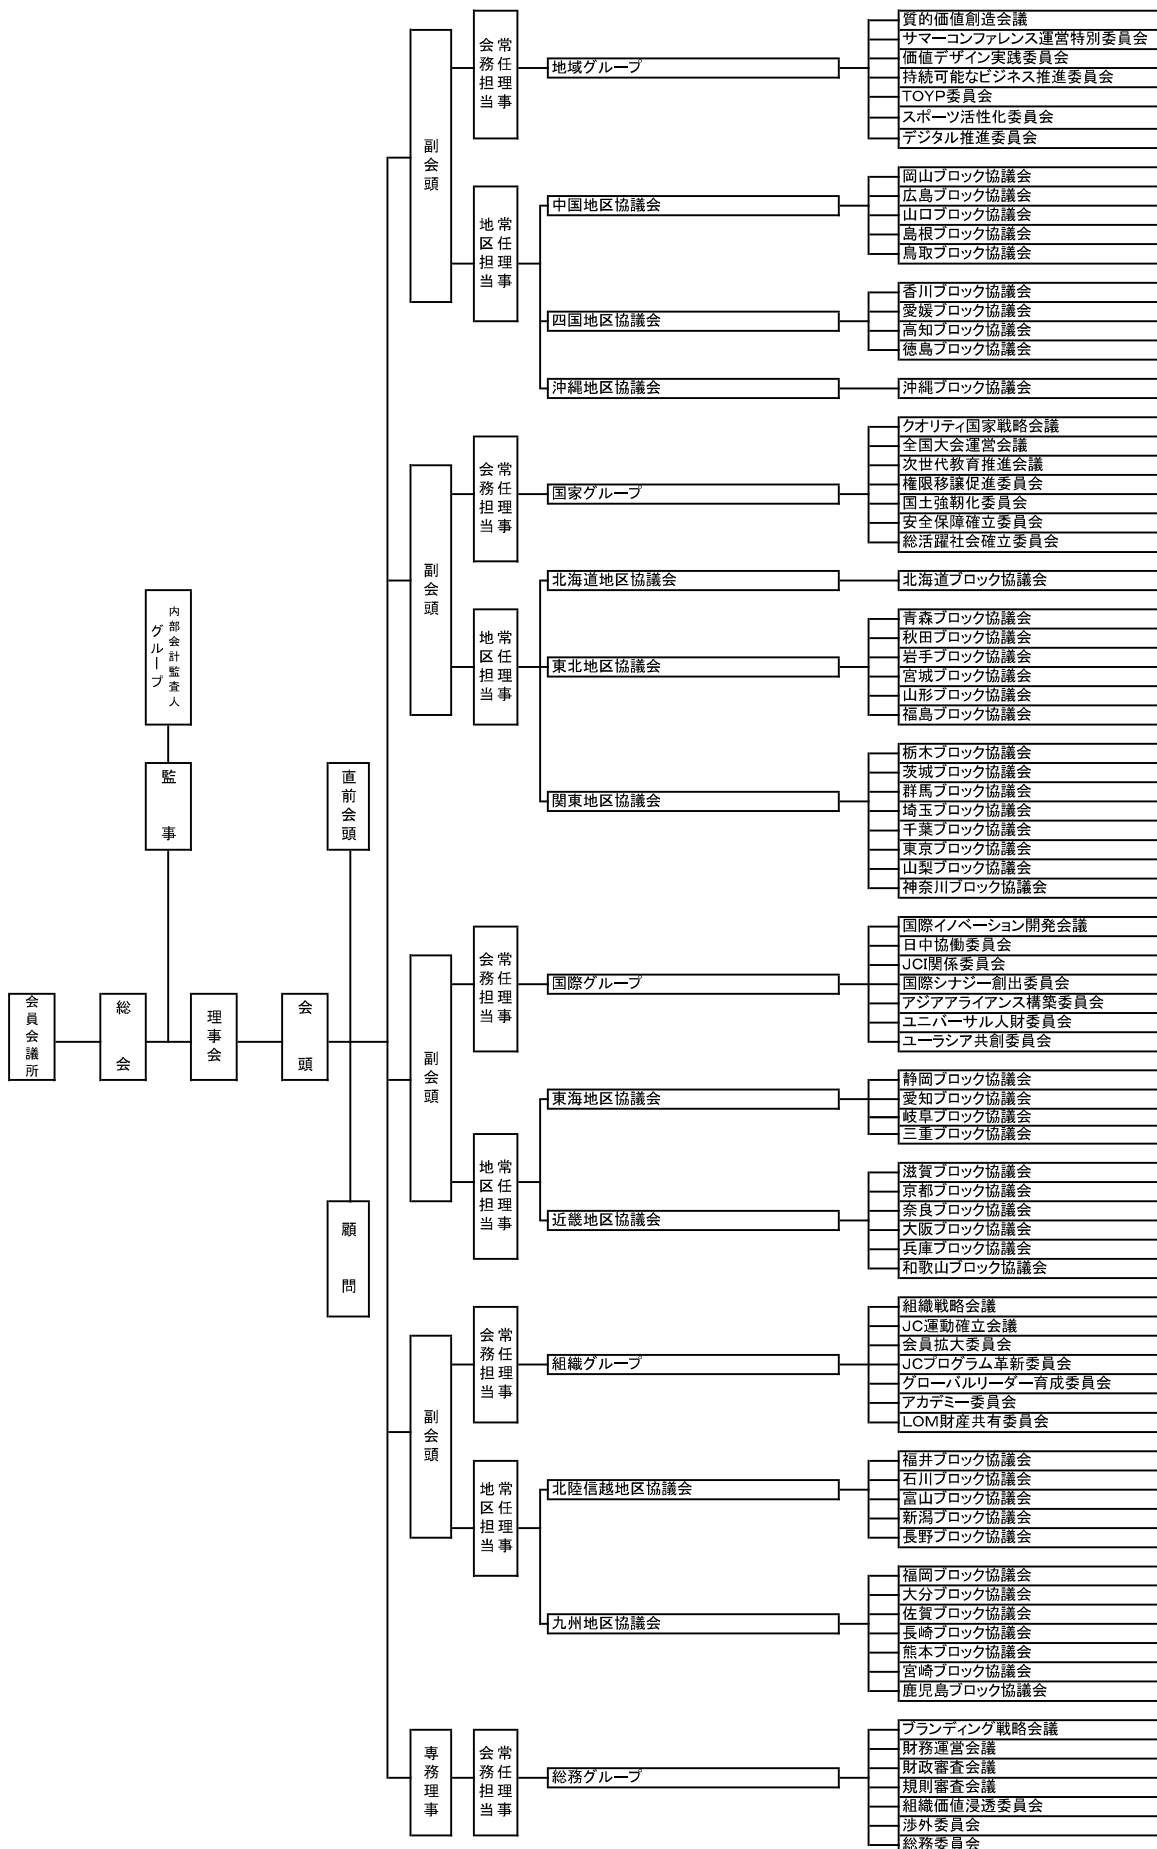 会員会議所
総会
内部会計監査人
グループ
監事
理事会
会頭
直前会頭
顧問
副会頭
常任理事
会務担当
地域グループ
質的価値創造会議
サマーコンファレンス運営特別委員会
価値デザイン実践委員会
持続可能なビジネス推進委員会
TOYP委員会
スポーツ活性化委員会
デジタル推進委員会
常任理事
地区担当
中国地区協議会
岡山ブロック協議会
広島ブロック協議会
山口ブロック協議会
島根ブロック協議会
鳥取ブロック協議会
四国地区協議会
香川ブロック協議会
愛媛ブロック協議会
高知ブロック協議会
徳島ブロック協議会
沖縄地区協議会
沖縄ブロック協議会
副会頭
常任理事
会務担当
国家グループ
クオリティ国家戦略会議
全国大会運営会議
次世代教育推進会議
権限移譲促進委員会
国土強靭化委員会
安全保障確立委員会
総活躍社会確立委員会
常任理事
地区担当
北海道地区協議会
北海道ブロック協議会
東北地区協議会
青森ブロック協議会
秋田ブロック協議会
岩手ブロック協議会
宮城ブロック協議会
山形ブロック協議会
福島ブロック協議会
関東地区協議会
栃木ブロック協議会
茨城ブロック協議会
群馬ブロック協議会
埼玉ブロック協議会
千葉ブロック協議会
東京ブロック協議会
山梨ブロック協議会
神奈川ブロック協議会
副会頭
常任理事
会務担当
国際グループ
国際イノベーション開発会議
日中協働委員会
JCI関係委員会
国際シナジー創出委員会
アジアアライアンス構築委員会
ユニバーサル人財委員会
ユーラシア共創委員会
常任理事
地区担当
東海地区協議会
静岡ブロック協議会
愛知ブロック協議会
岐阜ブロック協議会
三重ブロック協議会
近畿地区協議会
滋賀ブロック協議会
京都ブロック協議会
奈良ブロック協議会
大阪ブロック協議会
兵庫ブロック協議会
和歌山ブロック協議会
副会頭
常任理事
会務担当
組織グループ
組織戦略会議
JC運動確立会議
会員拡大委員会
JCプログラム革新委員会
グローバルリーダー育成委員会
アカデミー委員会
LOM財産共有委員会
常任理事
地区担当
北陸信越地区協議会
福井ブロック協議会
石川ブロック協議会
富山ブロック協議会
新潟ブロック協議会
長野ブロック協議会
九州地区協議会
福岡ブロック協議会
大分ブロック協議会
佐賀ブロック協議会
長崎ブロック協議会
熊本ブロック協議会
宮崎ブロック協議会
鹿児島ブロック協議会
専務理事
常任理事
会務担当
総務グループ
ブランディング戦略会議
財務運営会議
財政審査会議
規則審査会議
組織価値浸透委員会
渉外委員会
総務委員会